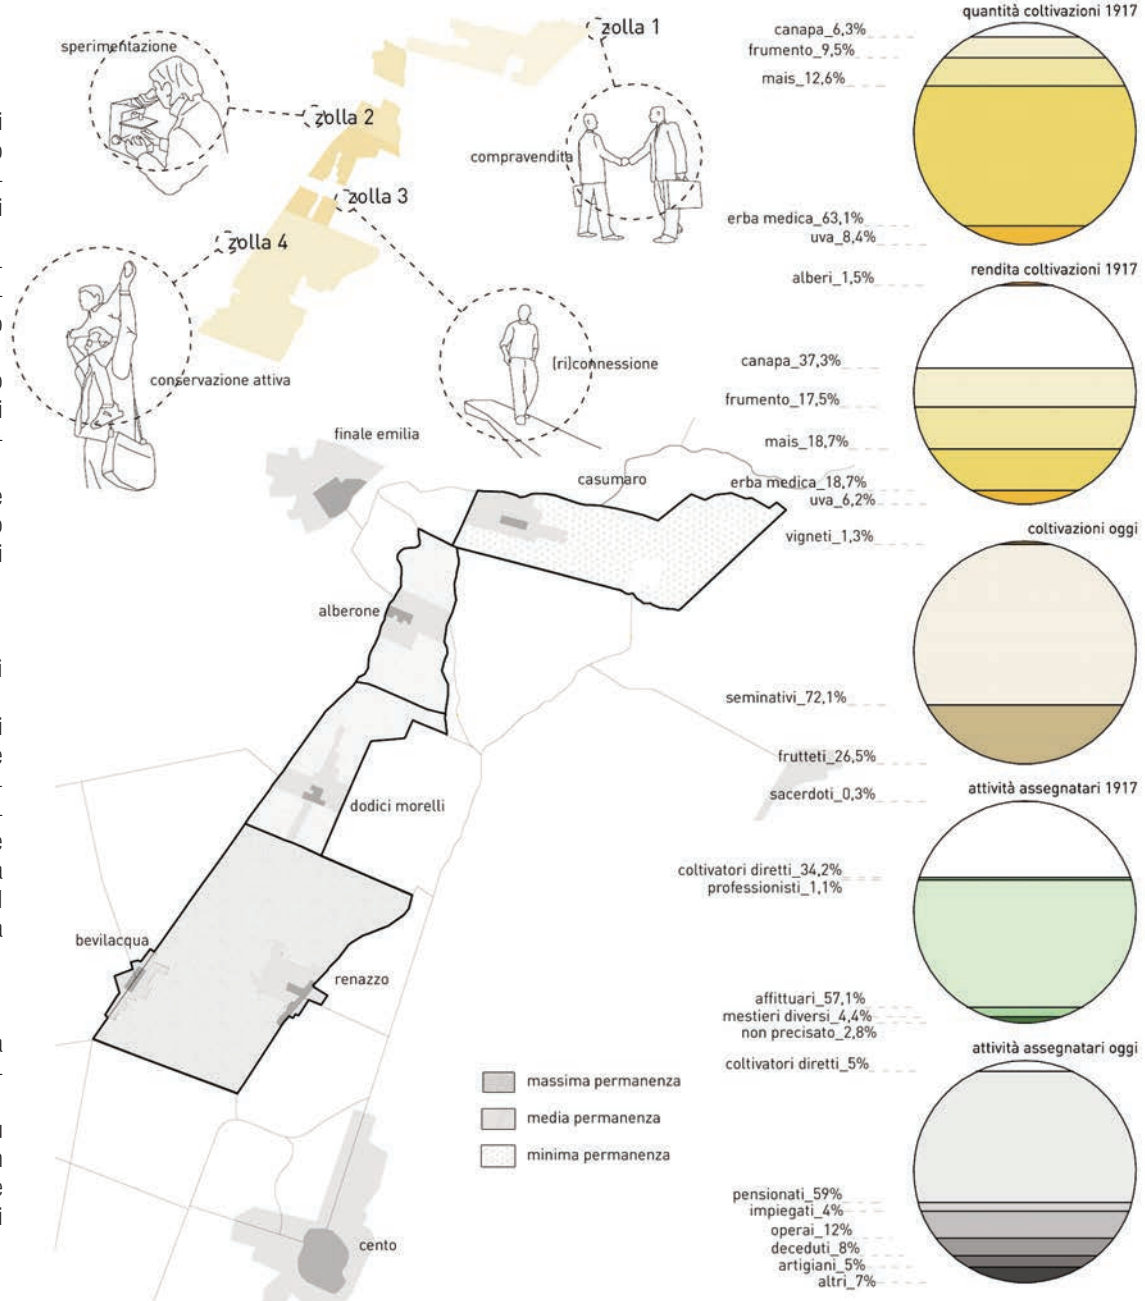 sperimentazione
zolla 1
zolla 2
compravendita
zolla 3
zolla 4
(ri)connessione
conservazione attiva
finale emilia
casumaro
alberone
dodici morelli
bevilacqua
renazzo
cento
massima permanenza
media permanenza
minima permanenza
quantità coltivazioni 1917
canapa_6,3%
frumento_9,5%
mais_12,6%
erba medica_63,1%
uva_8,4%
rendita coltivazioni 1917
alberi_1,5%
canapa_37,3%
frumento_17,5%
mais_18,7%
erba medica_18,7%
uva_6,2%
coltivazioni oggi
vigneti_1,3%
seminativi_72,1%
frutteti_26,5%
attività assegnatari 1917
sacerdoti_0,3%
coltivatori diretti_34,2%
professionisti_1,1%
affittuari_57,1%
mestieri diversi_4,4%
non precisato_2,8%
attività assegnatari oggi
coltivatori diretti_5%
pensionati_59%
impiegati_4%
operai_12%
deceduti_8%
artigiani_5%
altri_7%